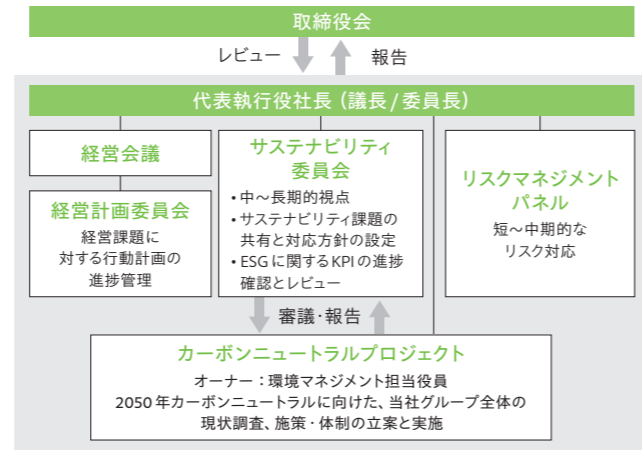 取締役会
レビュー
報告
代表執行役社長（議長/委員長）
経営会議
経営計画委員会
経営課題に
対する行動計画の
進捗管理
サステナビリティ
委員会
・中～長期的視点
・サステナビリティ課題の
共有と対応方針の設定
・ESGに関するKPIの進捗
確認とレビュー
リスクマネジメント
パネル
短～中期的な
リスク対応
審議・報告
カーボンニュートラルプロジェクト
オーナー：環境マネジメント担当役員
2050年カーボンニュートラルに向けた、当社グループ全体の
現状調査、施策・体制の立案と実施